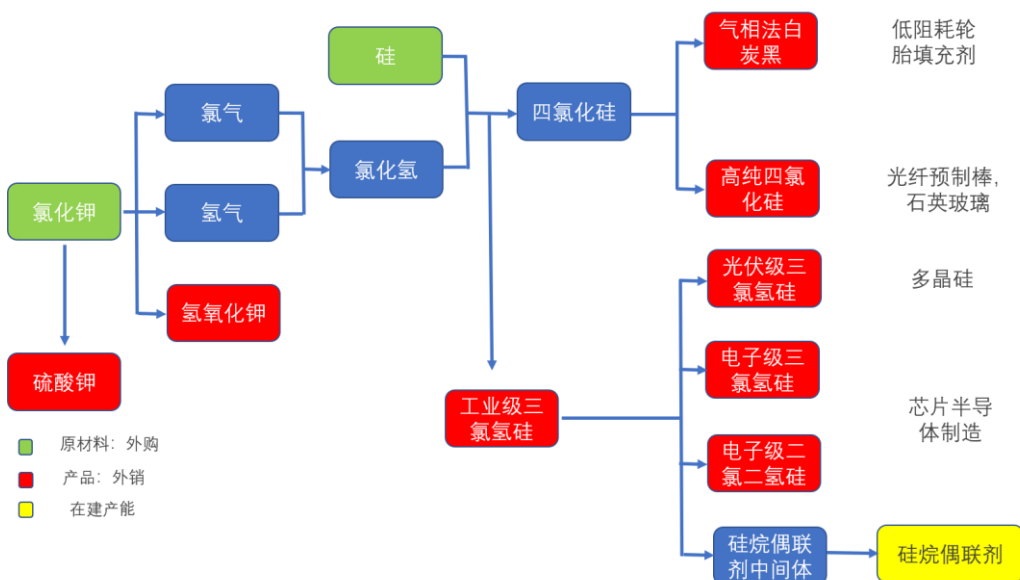 气相法白
炭黑
低阻耗轮
胎填充剂
硅
氯气
四氯化硅
氯化氢
高纯四氯
化硅
光纤预制棒,
石英玻璃
氯化钾
氢气
光伏级三
氯氢硅
多晶硅
氢氧化钾
电子级三
氯氢硅
硫酸钾
工业级三
氯氢硅
芯片半导
体制造
原材料：外购
电子级二
氯二氢硅
产品：外销
在建产能
硅烷偶联
剂中间体
硅烷偶联剂